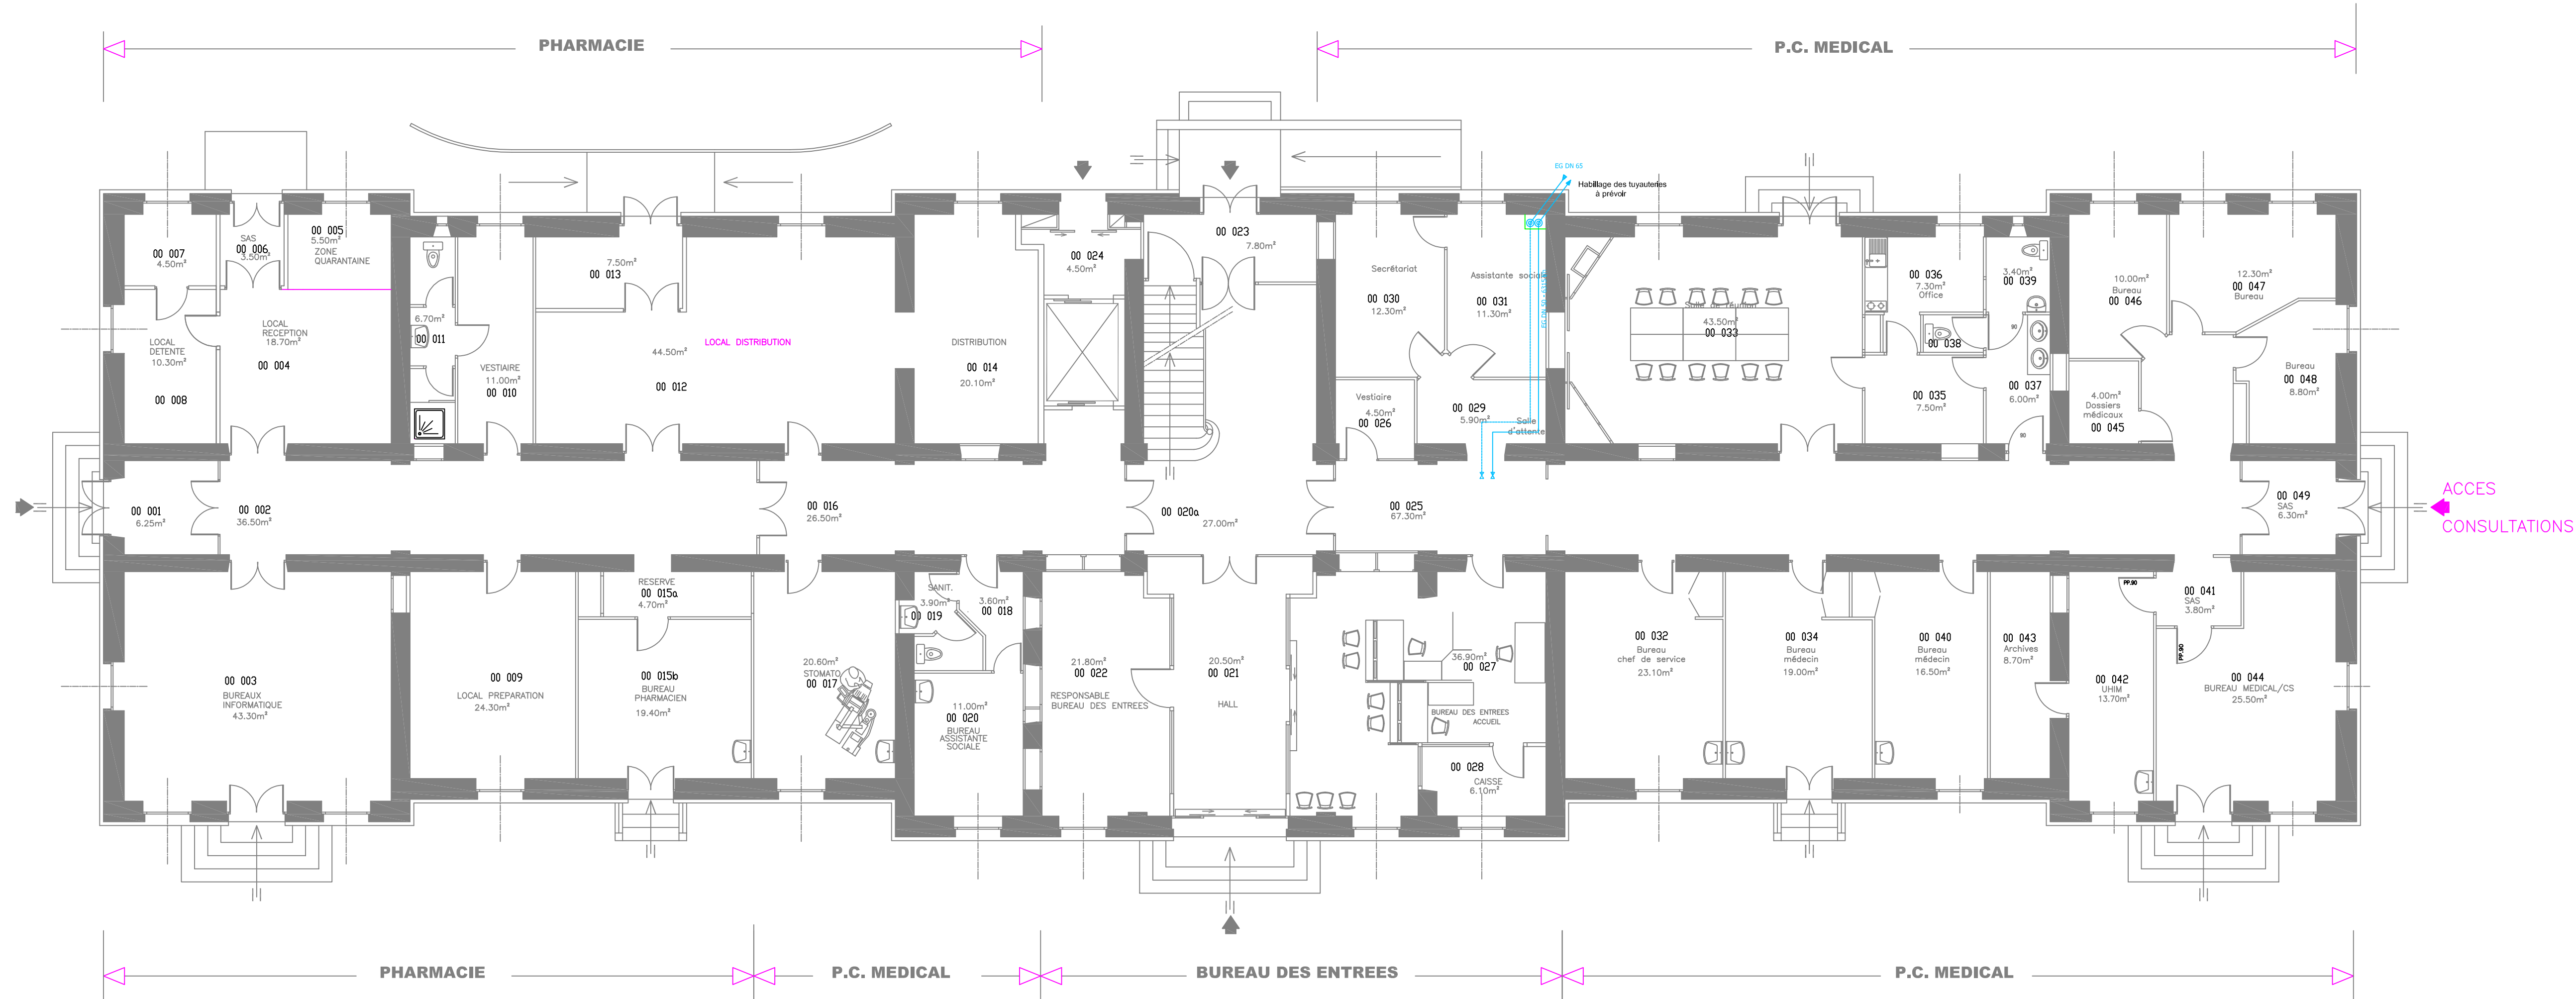 PHARMACIE
P.C. MEDICAL
EG DN 65
Habillage des tuyauteries
à prévoir
00 007
4.50m²
SAS
00 006
3.50m²
00 005
5.50m²
ZONE
QUARANTAINE
LOCAL
RECEPTION
18.70m²
00 004
LOCAL
DETENTE
10.30m²
00 008
6.70m²
00 011
VESTIAIRE
11.00m²
00 010
7.50m²
00 013
44.50m²
LOCAL DISTRIBUTION
00 012
DISTRIBUTION
00 014
20.10m²
00 024
4.50m²
00 023
7.80m²
Secrétariat
00 030
12.30m²
Assistante sociale
00 031
11.30m²
Vestiaire
4.50m²
00 026
00 029
5.90m²
Salle
d'attente
Salle de réunion
43.50m²
00 033
00 036
7.30m²
Office
3.40m²
00 039
90
00 038
00 035
7.50m²
00 037
6.00m²
90
10.00m²
Bureau
00 046
12.30m²
00 047
Bureau
Bureau
00 048
8.80m²
4.00m²
Dossiers
médicaux
00 045
00 001
6.25m²
00 002
36.50m²
00 016
26.50m²
00 020a
27.00m²
00 025
67.30m²
00 049
SAS
6.30m²
ACCES
CONSULTATIONS
00 003
BUREAUX
INFORMATIQUE
43.30m²
00 009
LOCAL PREPARATION
24.30m²
RESERVE
00 015a
4.70m²
00 015b
BUREAU
PHARMACIEN
19.40m²
20.60m²
STOMATO
00 017
SANIT.
3.90m²
00 019
3.60m²
00 018
11.00m²
00 020
BUREAU
ASSISTANTE
SOCIALE
21.80m²
00 022
RESPONSABLE
BUREAU DES ENTREES
20.50m²
00 021
HALL
36.90m²
00 027
BUREAU DES ENTREES
ACCUEIL
00 028
CAISSE
6.10m²
00 032
Bureau
chef de service
23.10m²
00 034
Bureau
médecin
19.00m²
00 040
Bureau
médecin
16.50m²
00 043
Archives
8.70m²
PP.90
00 041
SAS
3.80m²
PP.90
00 042
UHIM
13.70m²
00 044
BUREAU MEDICAL/CS
25.50m²
PHARMACIE
P.C. MEDICAL
BUREAU DES ENTREES
P.C. MEDICAL